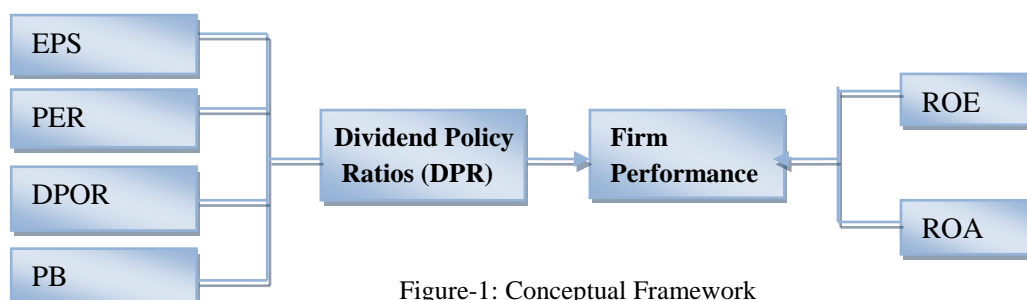 EPS
PER
DPOR
PB
Dividend Policy
Ratios (DPR)
Firm
Performance
ROE
ROA
Figure-1: Conceptual Framework